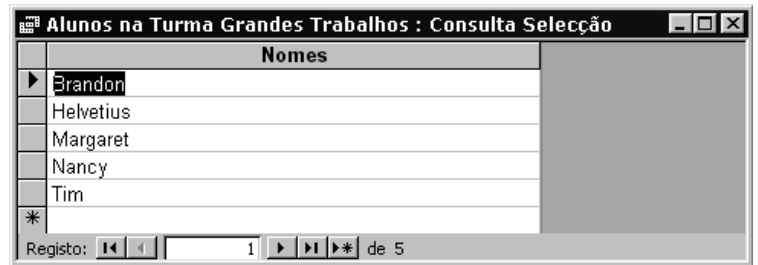 Alunos na Turma Grandes Trabalhos : Consulta Selecção
Nomes
Brandon
Helvetius
Margaret
Nancy
Tim
Registo: 1 de 5